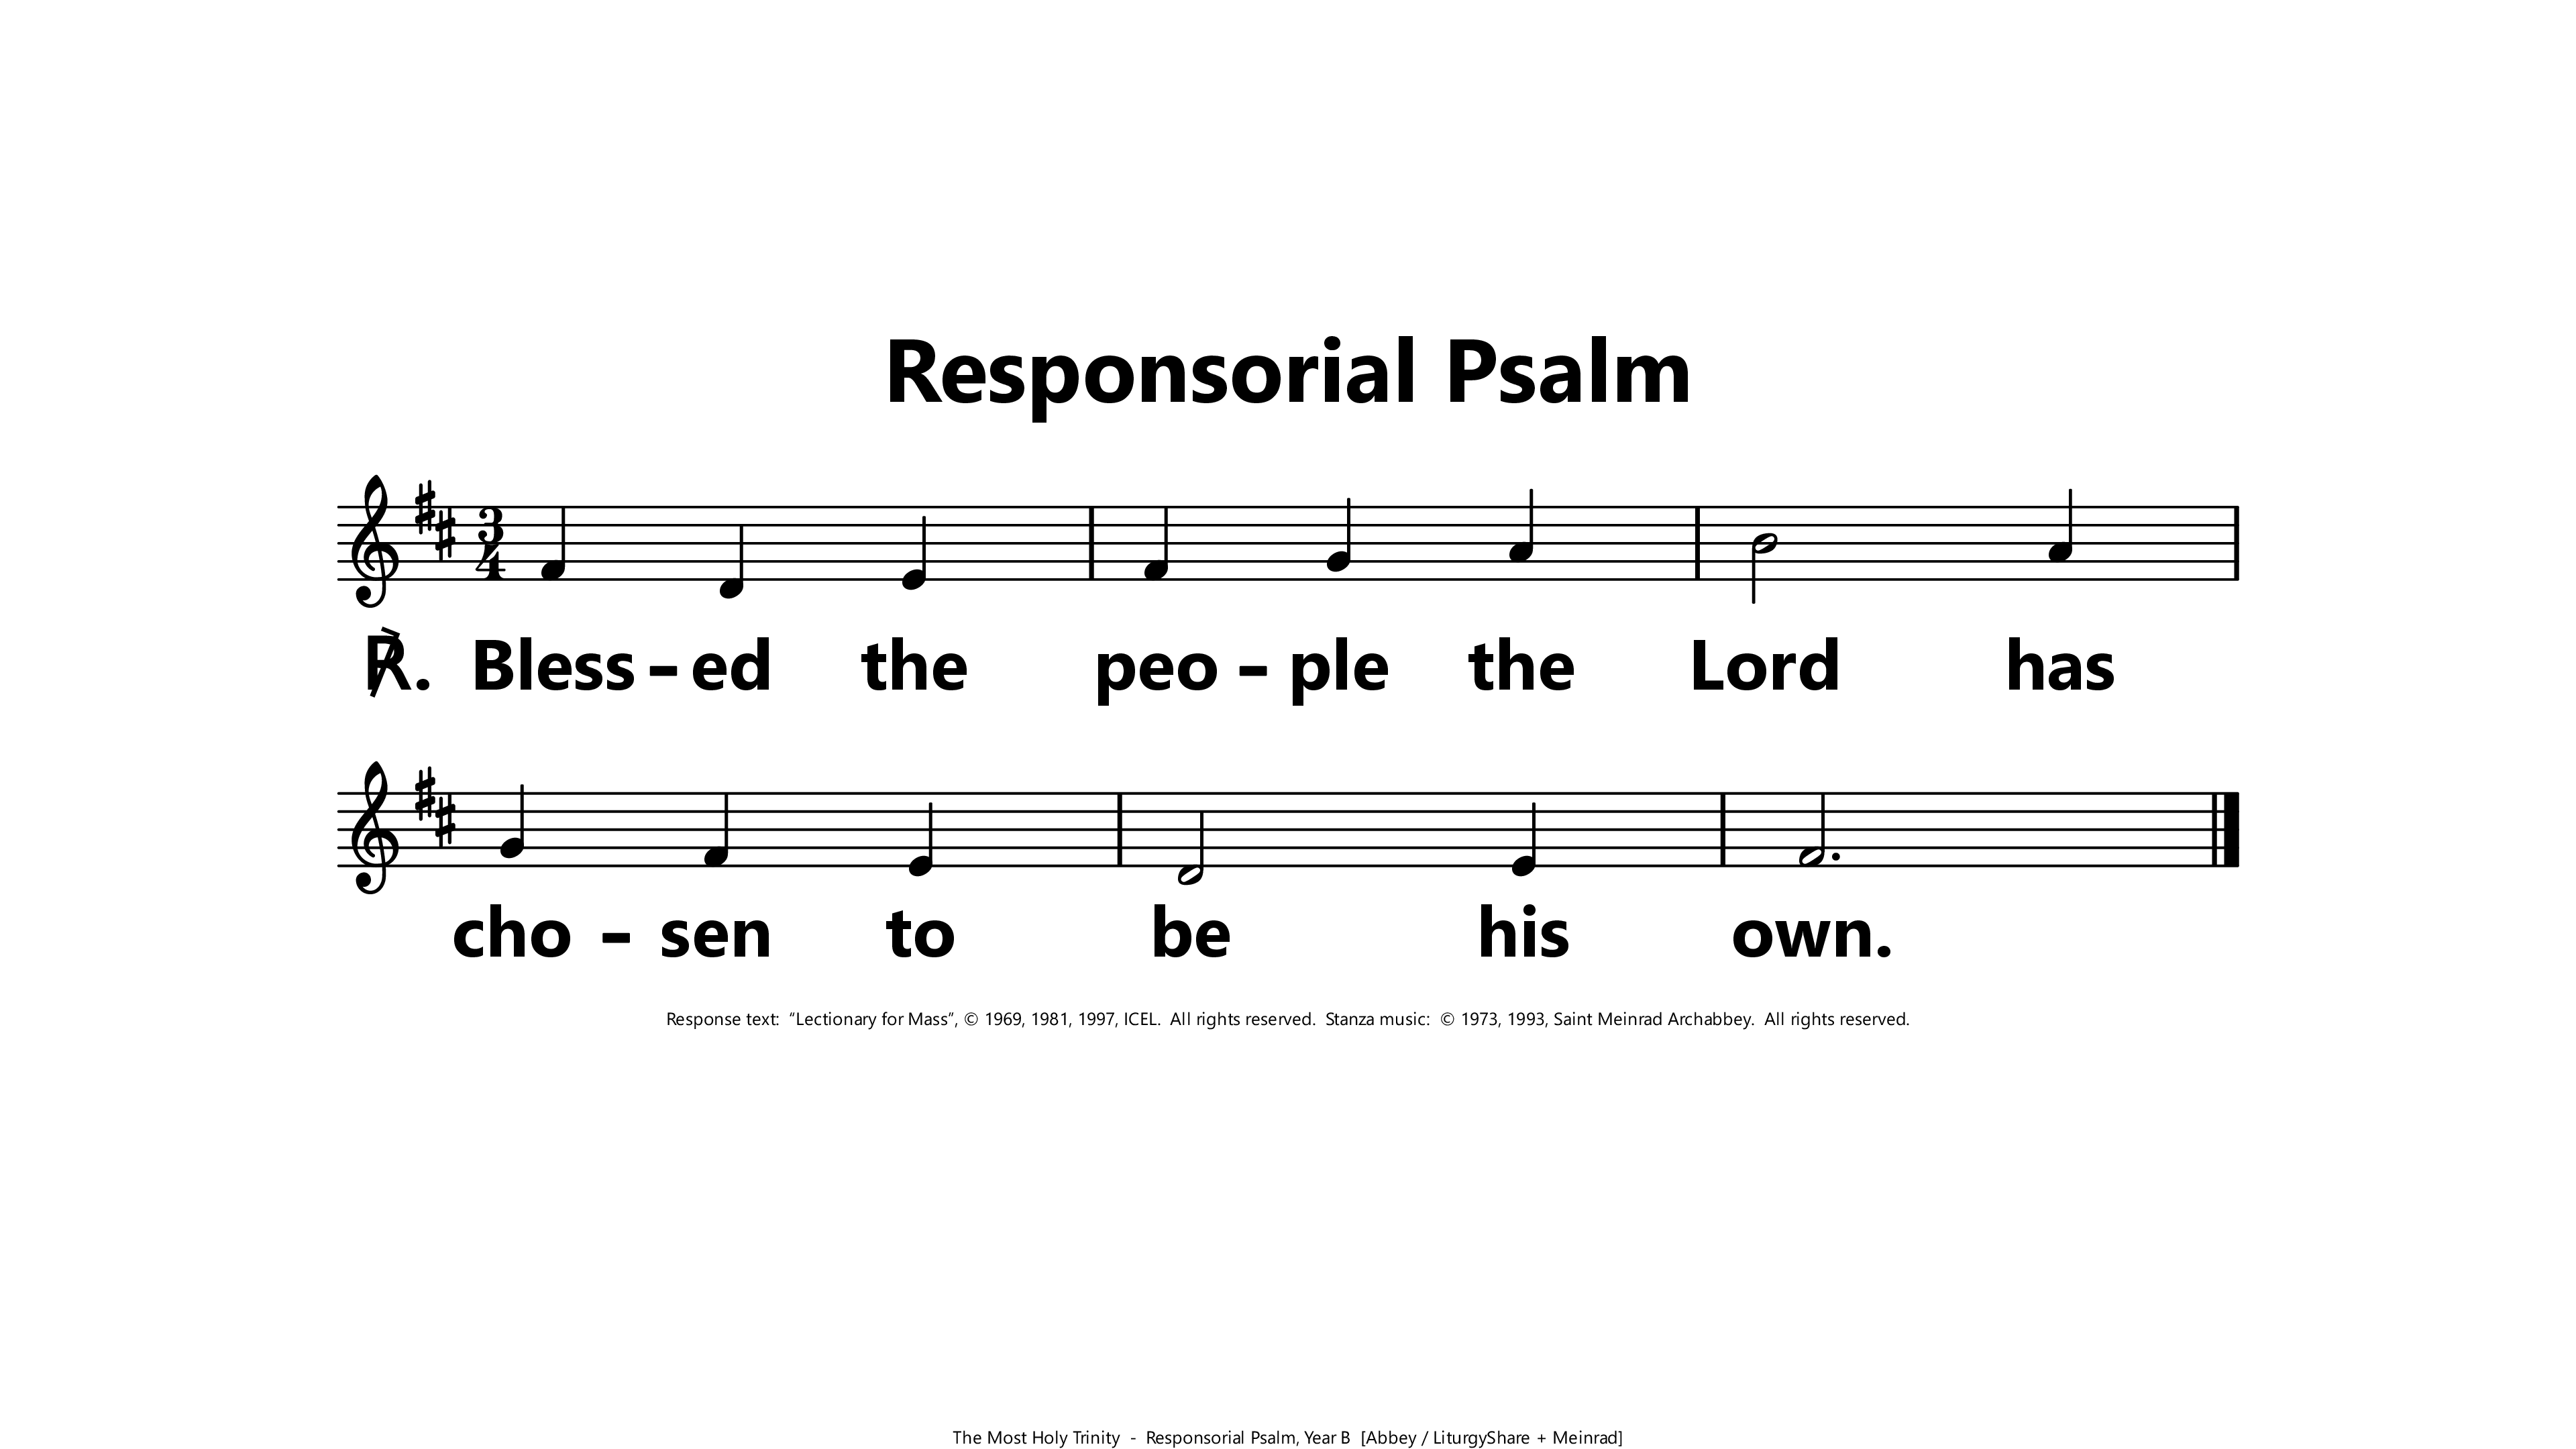 Responsorial Psalm
3
4
℟. Bless - ed the peo - ple the Lord has
cho - sen to be his own.
Response text: “Lectionary for Mass”, © 1969, 1981, 1997, ICEL. All rights reserved. Stanza music: © 1973, 1993, Saint Meinrad Archabbey. All rights reserved.
The Most Holy Trinity - Responsorial Psalm, Year B [Abbey / LiturgyShare + Meinrad]